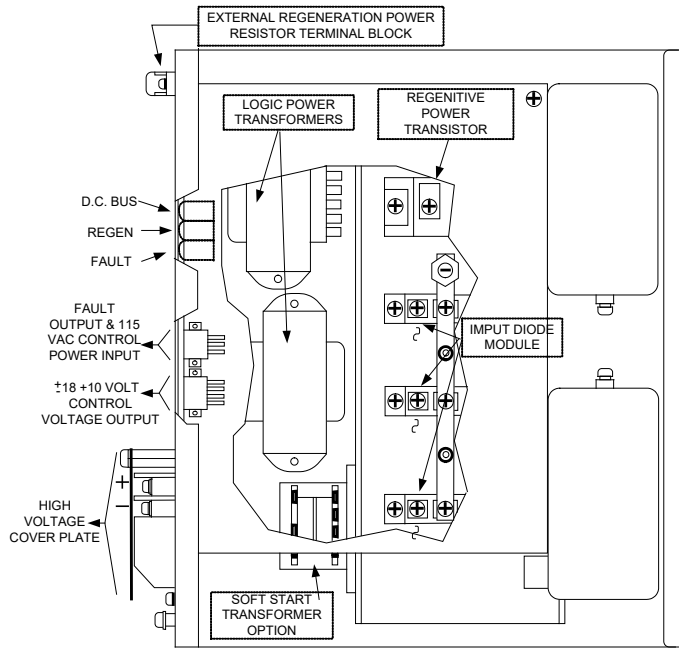 EXTERNAL REGENERATION POWER
RESISTOR TERMINAL BLOCK
LOGIC POWER
TRANSFORMERS
REGENITIVE
POWER
TRANSISTOR
D.C. BUS
REGEN
FAULT
FAULT
OUTPUT & 115
VAC CONTROL
POWER INPUT
IMPUT DIODE
MODULE
±18 +10 VOLT
CONTROL
VOLTAGE OUTPUT
+
−
HIGH
VOLTAGE
COVER PLATE
SOFT START
TRANSFORMER
OPTION